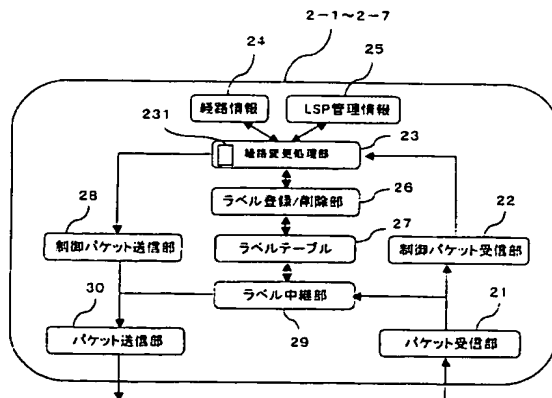 2-1～2-7
24
25
経路情報
LSP管理情報
231
23
経路変更処理部
26
ラベル登録/削除部
28
27
22
制御パケット送信部
ラベルテーブル
制御パケット受信部
30
ラベル中継部
21
パケット送信部
29
パケット受信部